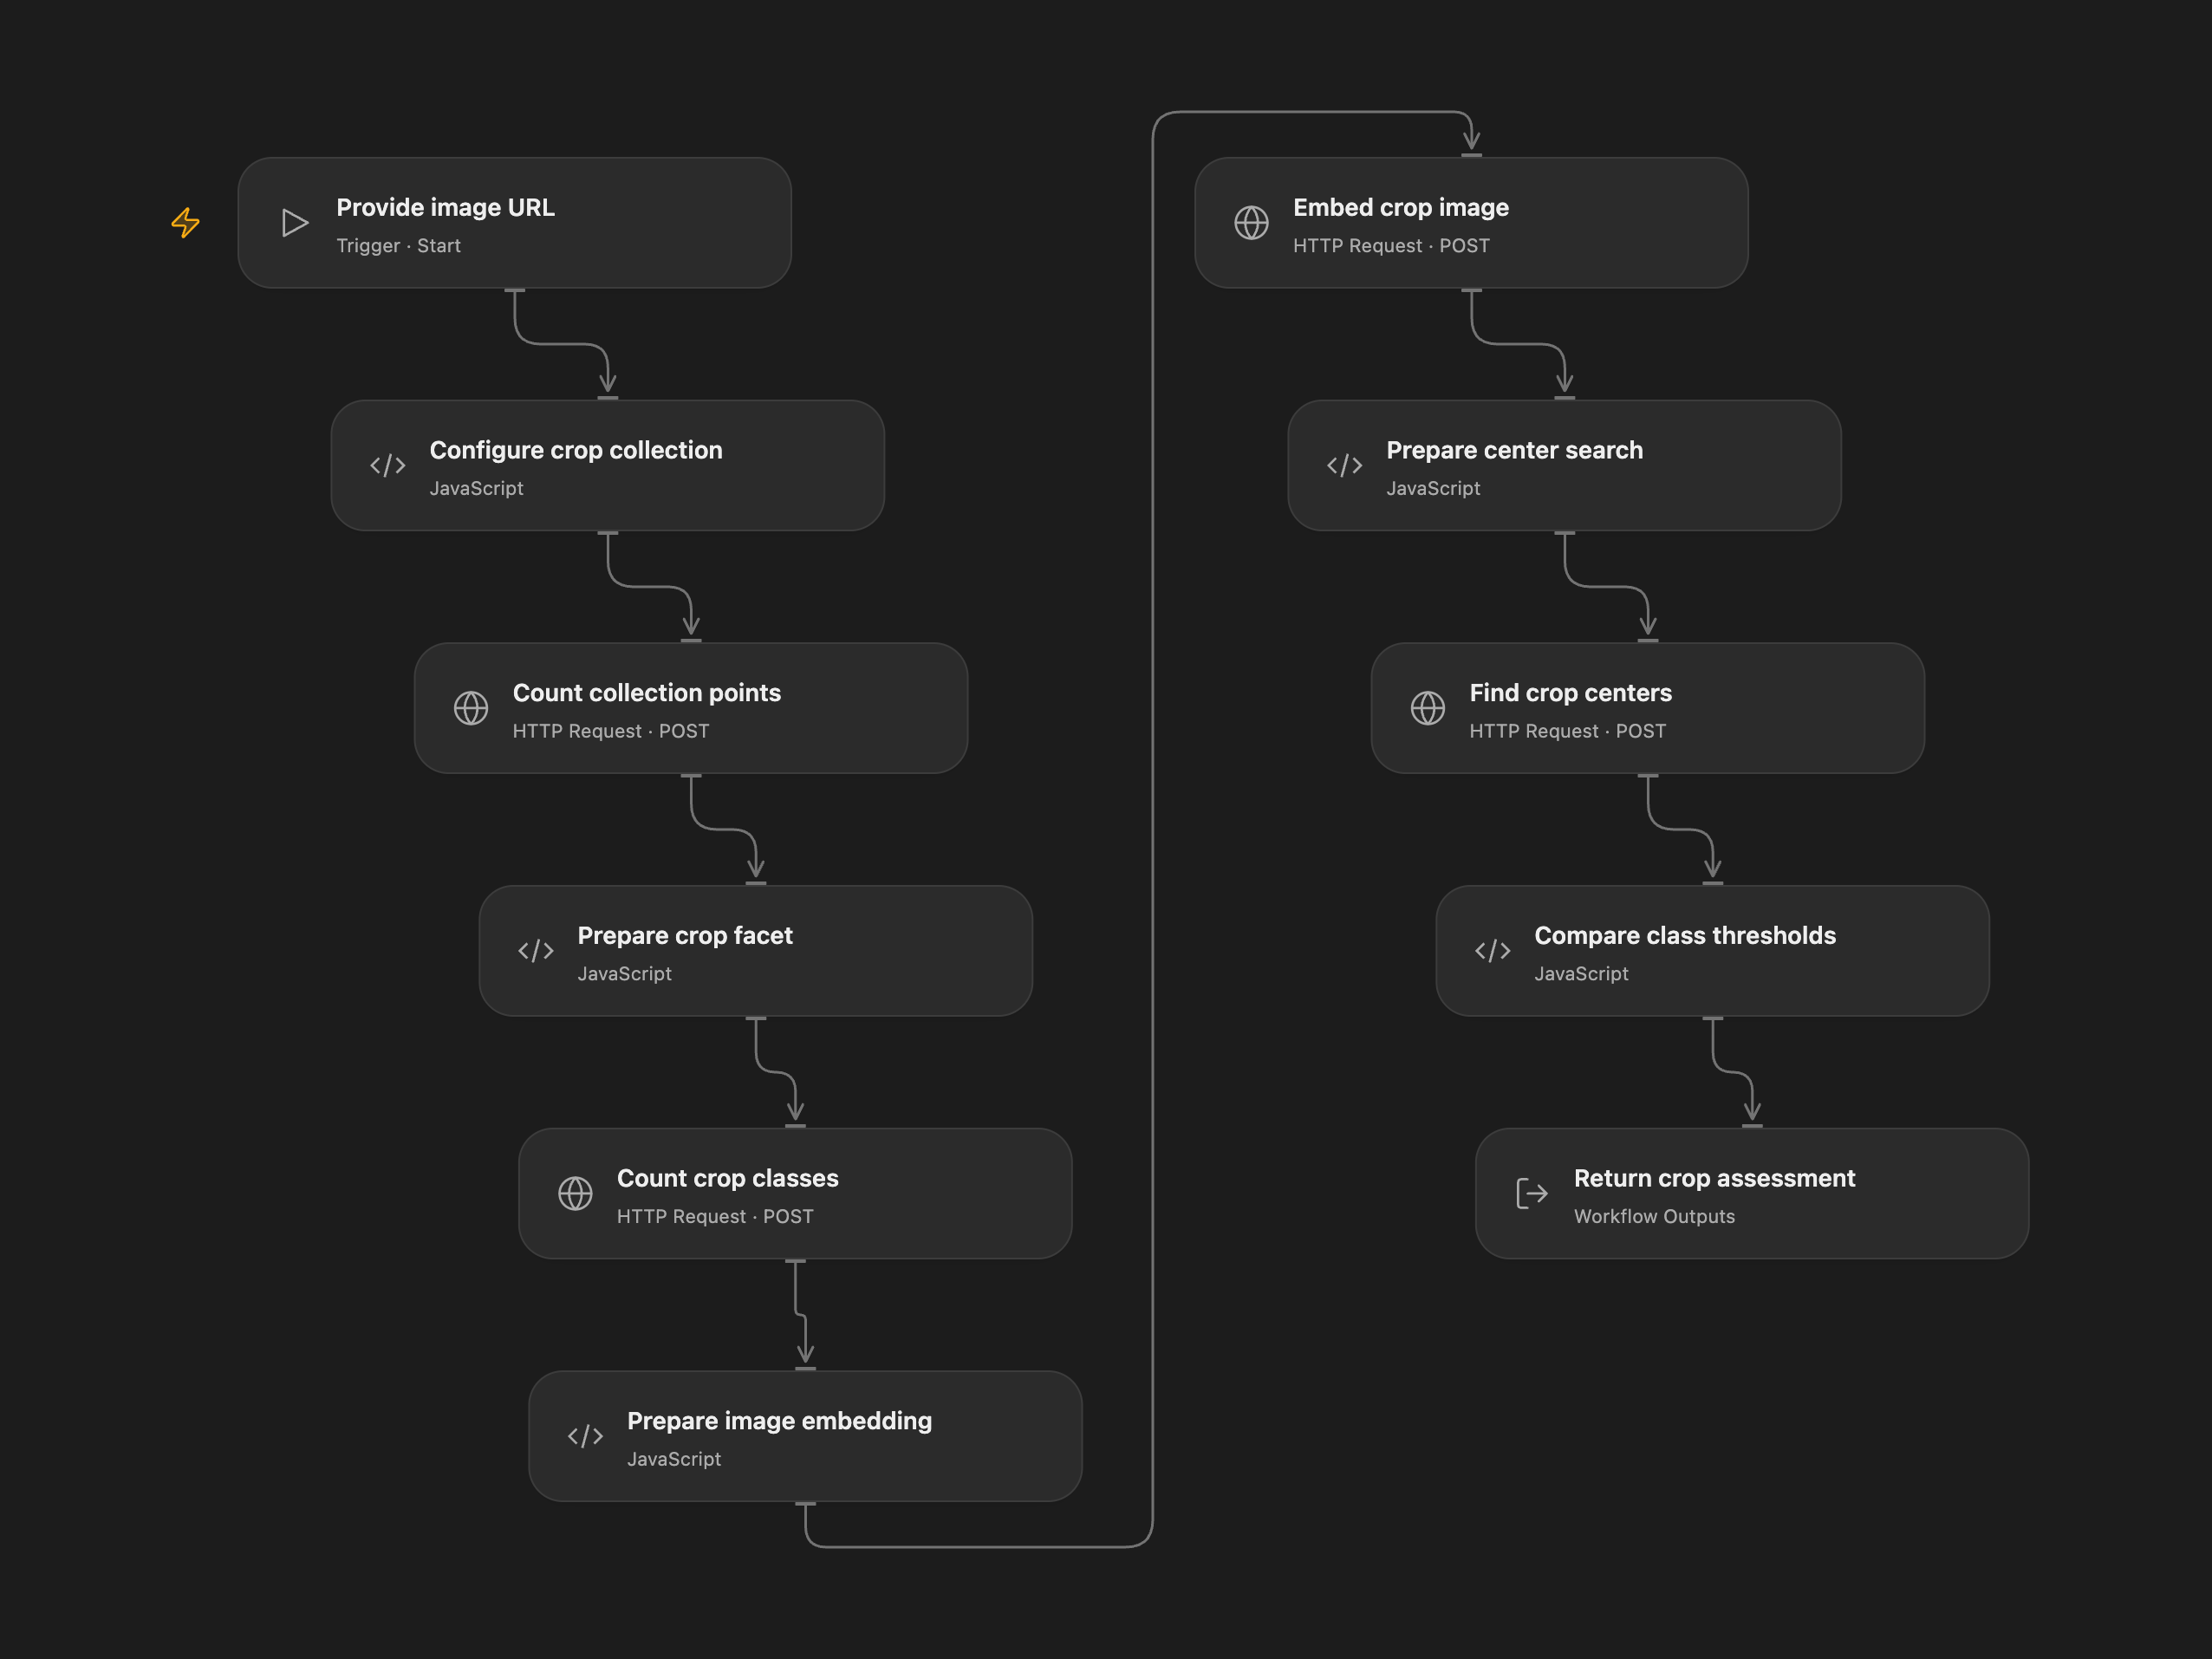 Provide image URL
Trigger · Start
Configure crop collection
JavaScript
Count collection points
HTTP Request · POST
Prepare crop facet
JavaScript
Count crop classes
HTTP Request · POST
Prepare image embedding
JavaScript
Embed crop image
HTTP Request · POST
Prepare center search
JavaScript
Find crop centers
HTTP Request · POST
Compare class thresholds
JavaScript
Return crop assessment
Workflow Outputs